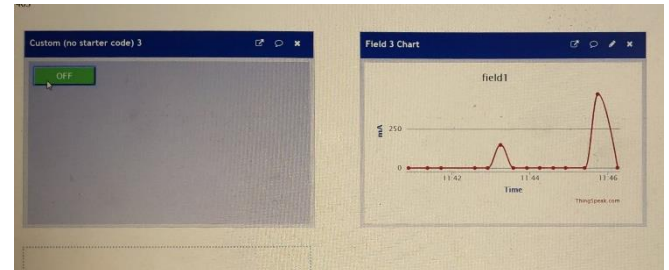 Custom (no starter code) 3
OFF
Field 3 Chart
field1
mA
250
0
11:42
11:44
11:46
Time
ThingSpeak.com